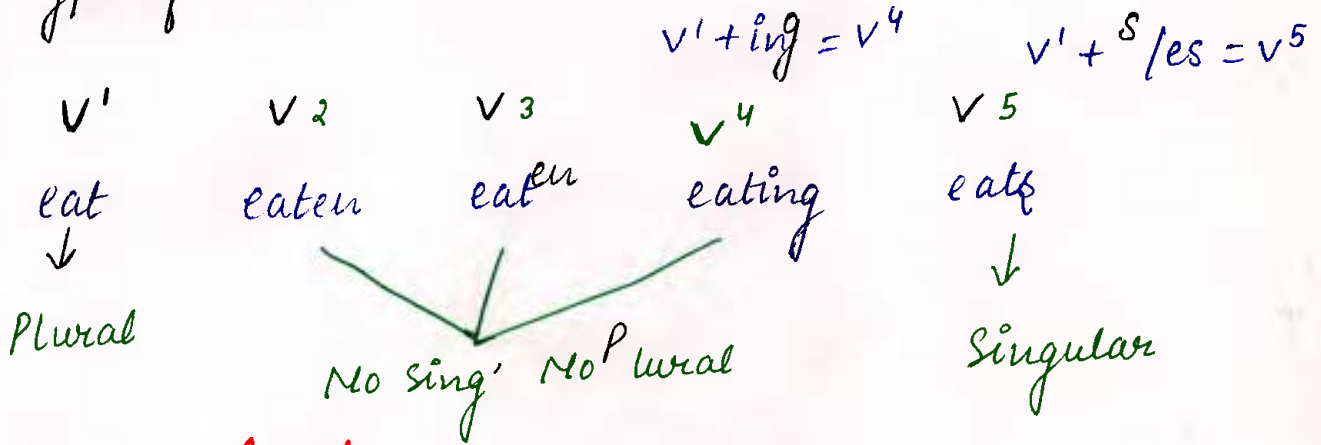 V¹ + ing = V⁴ V¹ + s/es = V⁵
V¹ V2 V3 V⁴ V5
eat eaten eaten eating eats
↓ ↓
Plural No Sing' No Plural Singular